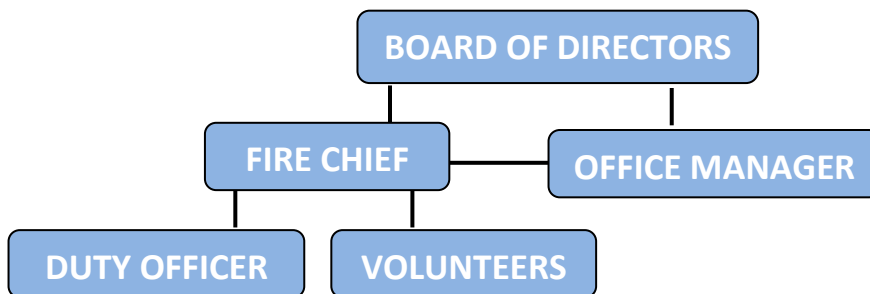 BOARD OF DIRECTORS
FIRE CHIEF
OFFICE MANAGER
DUTY OFFICER
VOLUNTEERS